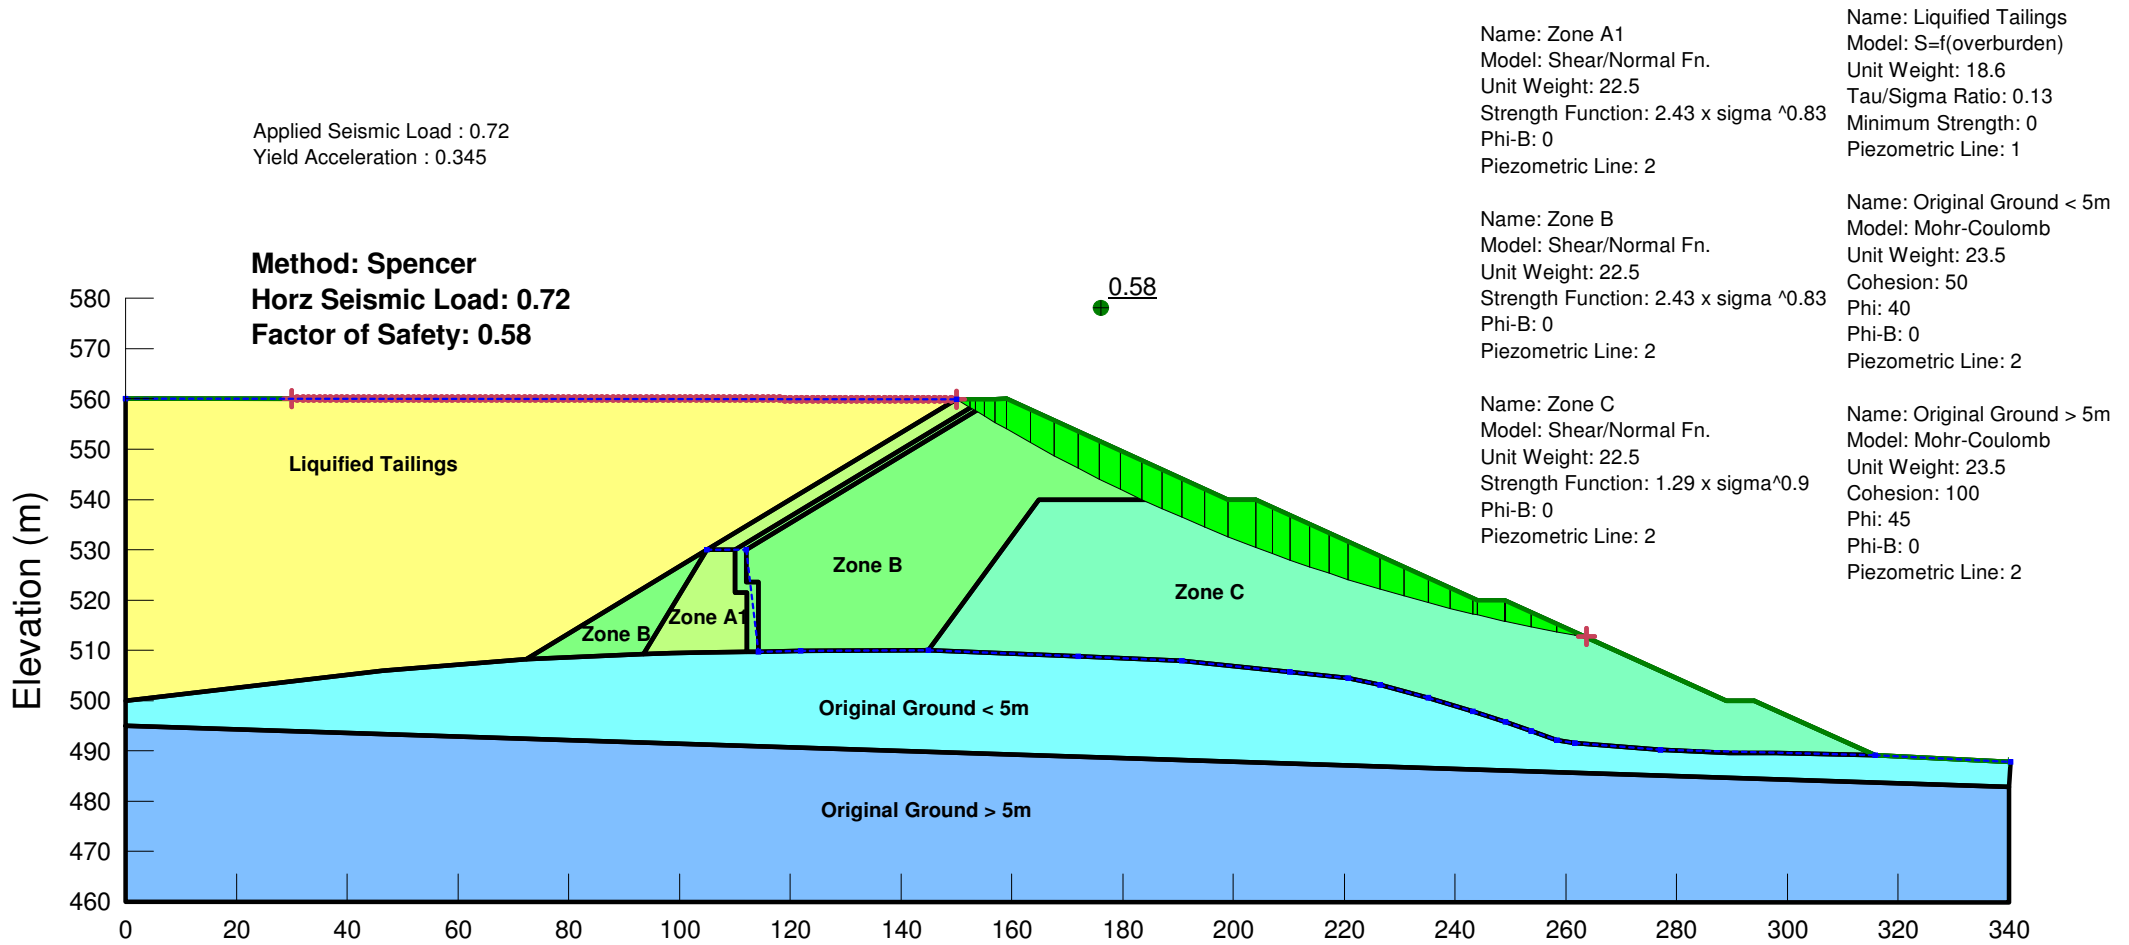 Applied Seismic Load : 0.72
Yield Acceleration : 0.345
Method: Spencer
Horz Seismic Load: 0.72
Factor of Safety: 0.58
0.58
Name: Zone A1
Model: Shear/Normal Fn.
Unit Weight: 22.5
Strength Function: 2.43 x sigma ^0.83
Phi-B: 0
Piezometric Line: 2
Name: Zone B
Model: Shear/Normal Fn.
Unit Weight: 22.5
Strength Function: 2.43 x sigma ^0.83
Phi-B: 0
Piezometric Line: 2
Name: Zone C
Model: Shear/Normal Fn.
Unit Weight: 22.5
Strength Function: 1.29 x sigma^0.9
Phi-B: 0
Piezometric Line: 2
Name: Liquified Tailings
Model: S=f(overburden)
Unit Weight: 18.6
Tau/Sigma Ratio: 0.13
Minimum Strength: 0
Piezometric Line: 1
Name: Original Ground < 5m
Model: Mohr-Coulomb
Unit Weight: 23.5
Cohesion: 50
Phi: 40
Phi-B: 0
Piezometric Line: 2
Name: Original Ground > 5m
Model: Mohr-Coulomb
Unit Weight: 23.5
Cohesion: 100
Phi: 45
Phi-B: 0
Piezometric Line: 2
Elevation (m)
580
570
560
550
540
530
520
510
500
490
480
470
460
Liquified Tailings
Zone B
Zone C
Zone A1
Zone B
Original Ground < 5m
Original Ground > 5m
0 20 40 60 80 100 120 140 160 180 200 220 240 260 280 300 320 340